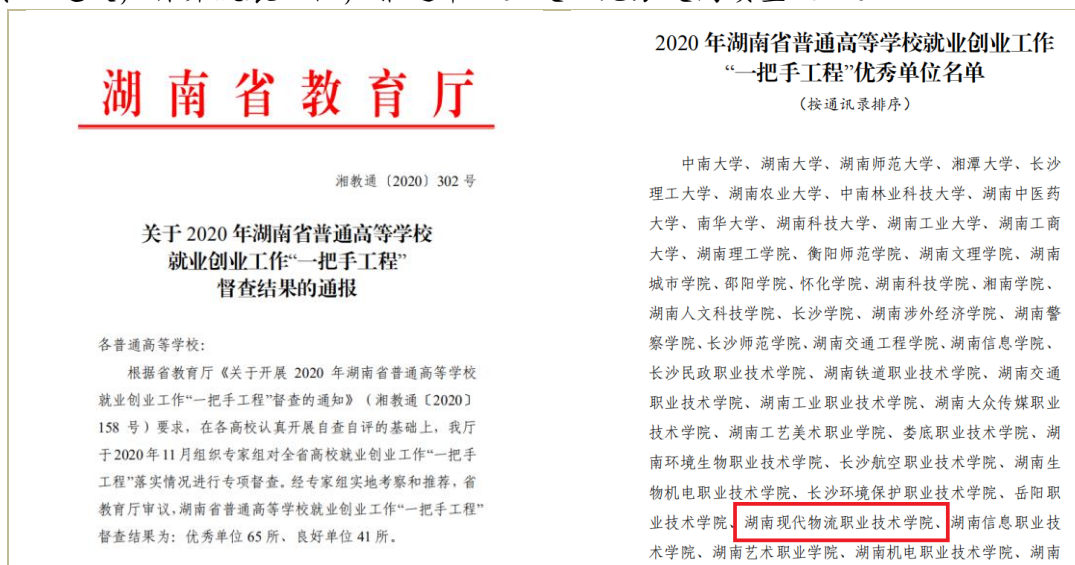 湖南省教育厅
湘教通〔2020〕302 号
关于 2020 年湖南省普通高等学校
就业创业工作“一把手工程”
督查结果的通报
各普通高等学校：
根据省教育厅《关于开展 2020 年湖南省普通高等学校
就业创业工作“一把手工程”督查的通知》（湘教通〔2020〕
158 号）要求，在各高校认真开展自查自评的基础上，我厅
于2020年11月组织专家组对全省高校就业创业工作“一把手
工程”落实情况进行专项督查。经专家组实地考察和推荐，省
教育厅审议，湖南省普通高等学校就业创业工作“一把手工程”
督查结果为：优秀单位 65 所、良好单位 41 所。
2020 年湖南省普通高等学校就业创业工作
“一把手工程”优秀单位名单
（按通讯录排序）
中南大学、湖南大学、湖南师范大学、湘潭大学、长沙
理工大学、湖南农业大学、中南林业科技大学、湖南中医药
大学、南华大学、湖南科技大学、湖南工业大学、湖南工商
大学、湖南理工学院、衡阳师范学院、湖南文理学院、湖南
城市学院、邵阳学院、怀化学院、湖南科技学院、湘南学院、
湖南人文科技学院、长沙学院、湖南涉外经济学院、湖南警
察学院、长沙师范学院、湖南交通工程学院、湖南信息学院、
长沙民政职业技术学院、湖南铁道职业技术学院、湖南交通
职业技术学院、湖南工业职业技术学院、湖南大众传媒职业
技术学院、湖南工艺美术职业学院、娄底职业技术学院、湖
南环境生物职业技术学院、长沙航空职业技术学院、湖南生
物机电职业技术学院、长沙环境保护职业技术学院、岳阳职
业技术学院、湖南现代物流职业技术学院、湖南信息职业技
术学院、湖南艺术职业学院、湖南机电职业技术学院、湖南